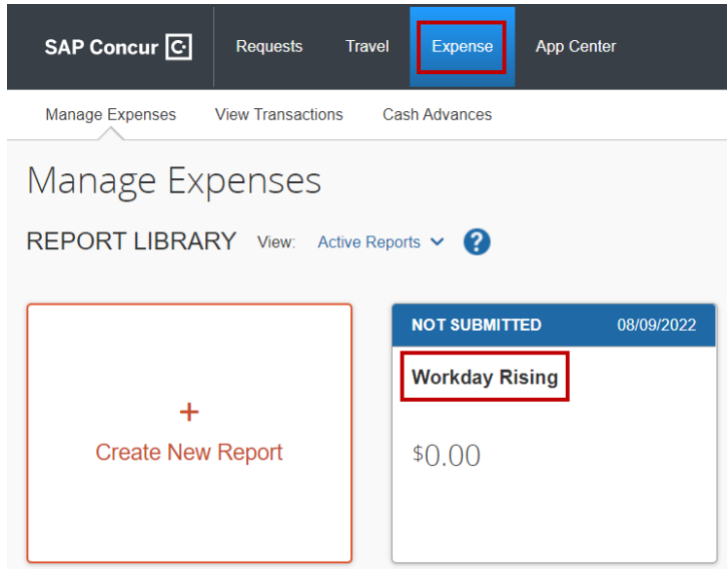 SAP Concur C. Requests Travel Expense App Center
Manage Expenses View Transactions Cash Advances
Manage Expenses
REPORT LIBRARY View: Active Reports ?
NOT SUBMITTED 08/09/2022
Workday Rising
$0.00
+
Create New Report